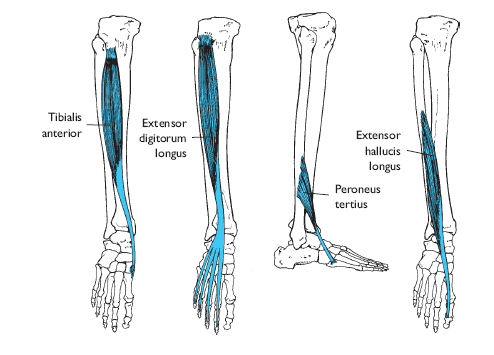 Tibialis
anterior
Extensor
digitorum
longus
Peroneus
tertius
Extensor
hallucis
longus